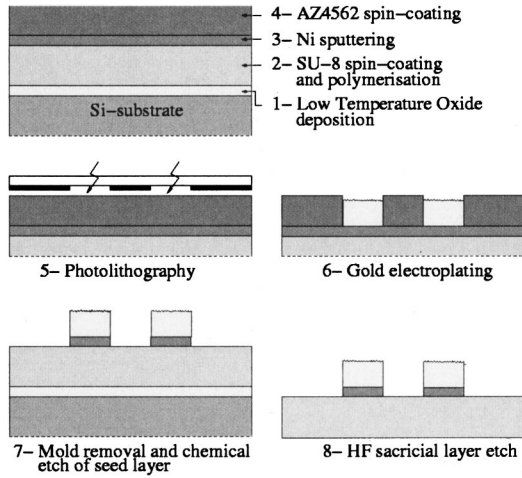 4– AZ4562 spin–coating
3– Ni sputtering
2– SU–8 spin–coating
and polymerisation
1– Low Temperature Oxide
deposition
Si–substrate
5– Photolithography
6– Gold electroplating
7– Mold removal and chemical
etch of seed layer
8– HF sacricial layer etch